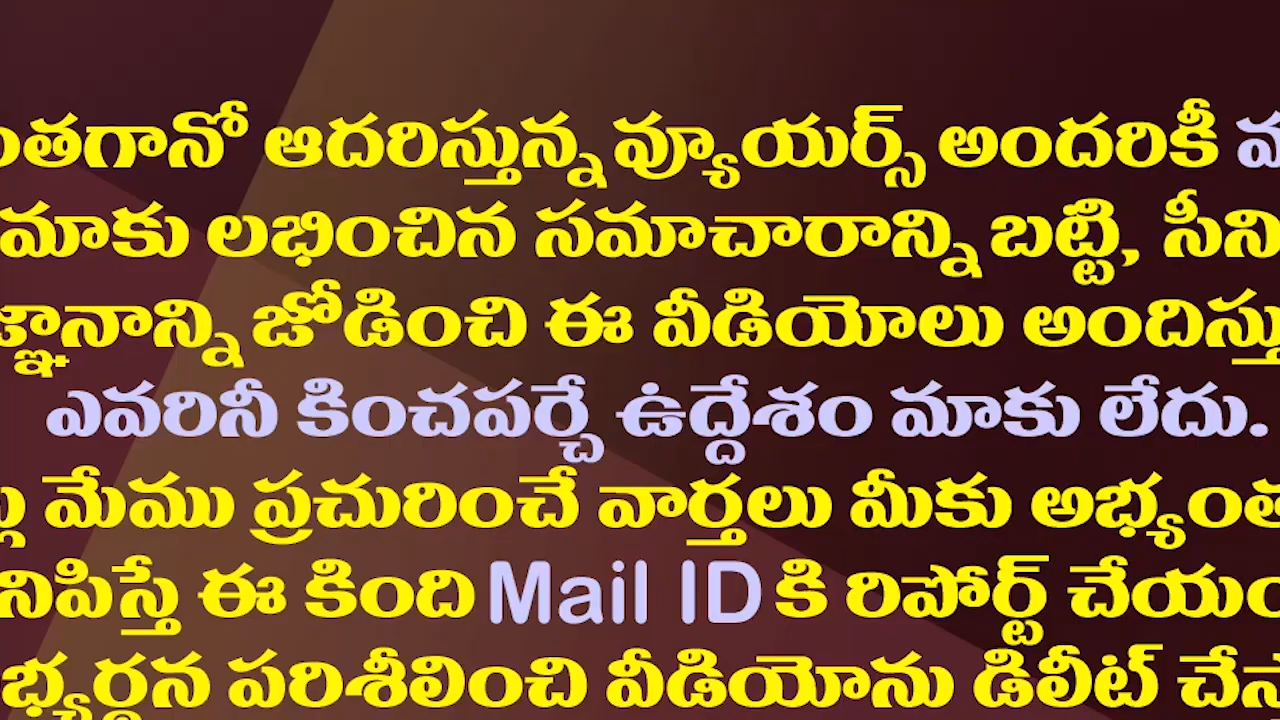 ఆదరిస్తున్న వ్యూయర్స్ అందరికీ
మాకు లభించిన సమాచారాన్ని బట్టి,
జోడించి ఈ వీడియోలు
ఎవరినీ కించపర్చే ఉద్దేశం మాకు లేదు.
మేము ప్రచురించే వార్తలు మీకు
ఈ కింది Mail ID కి రిపోర్ట్
పరిశీలించి వీడియోను డిలీట్